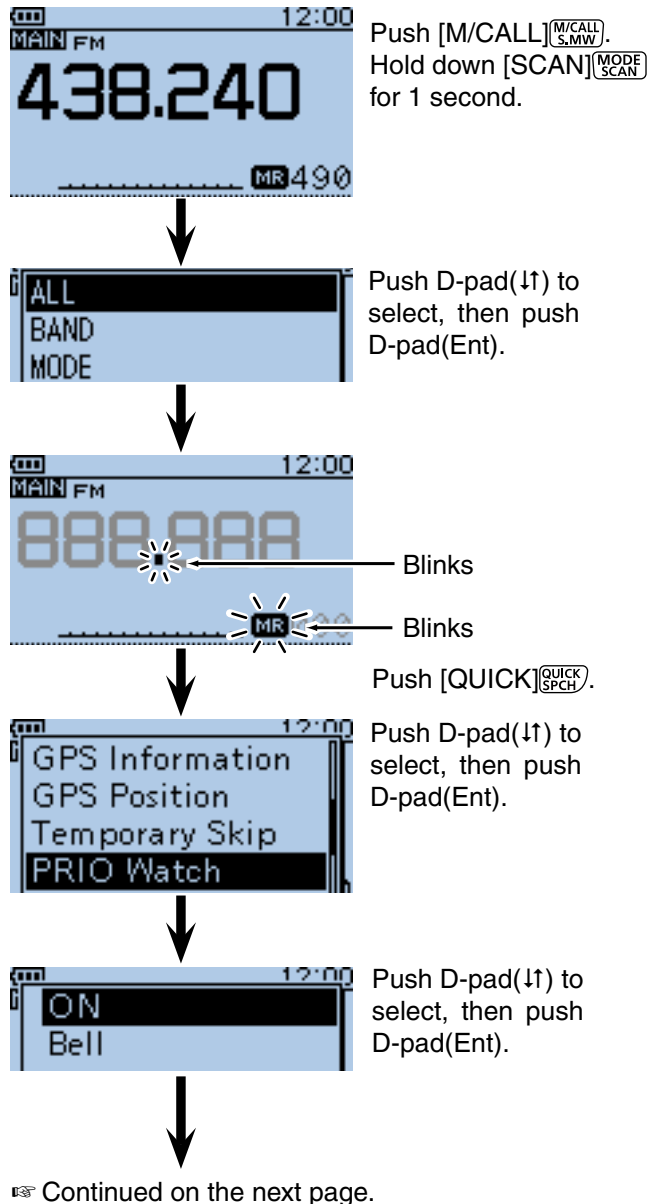 12:00
MAIN FM
438.240
MR 490
Push [M/CALL] M/CALL S.MW.
Hold down [SCAN] MODE SCAN
for 1 second.
ALL
BAND
MODE
Push D-pad(↓↑) to
select, then push
D-pad(Ent).
12:00
MAIN FM
888.888
MR 490
Blinks
Blinks
Push [QUICK] QUICK SPCH.
12:00
GPS Information
GPS Position
Temporary Skip
PRIO Watch
Push D-pad(↓↑) to
select, then push
D-pad(Ent).
12:00
ON
Bell
Push D-pad(↓↑) to
select, then push
D-pad(Ent).
☞ Continued on the next page.